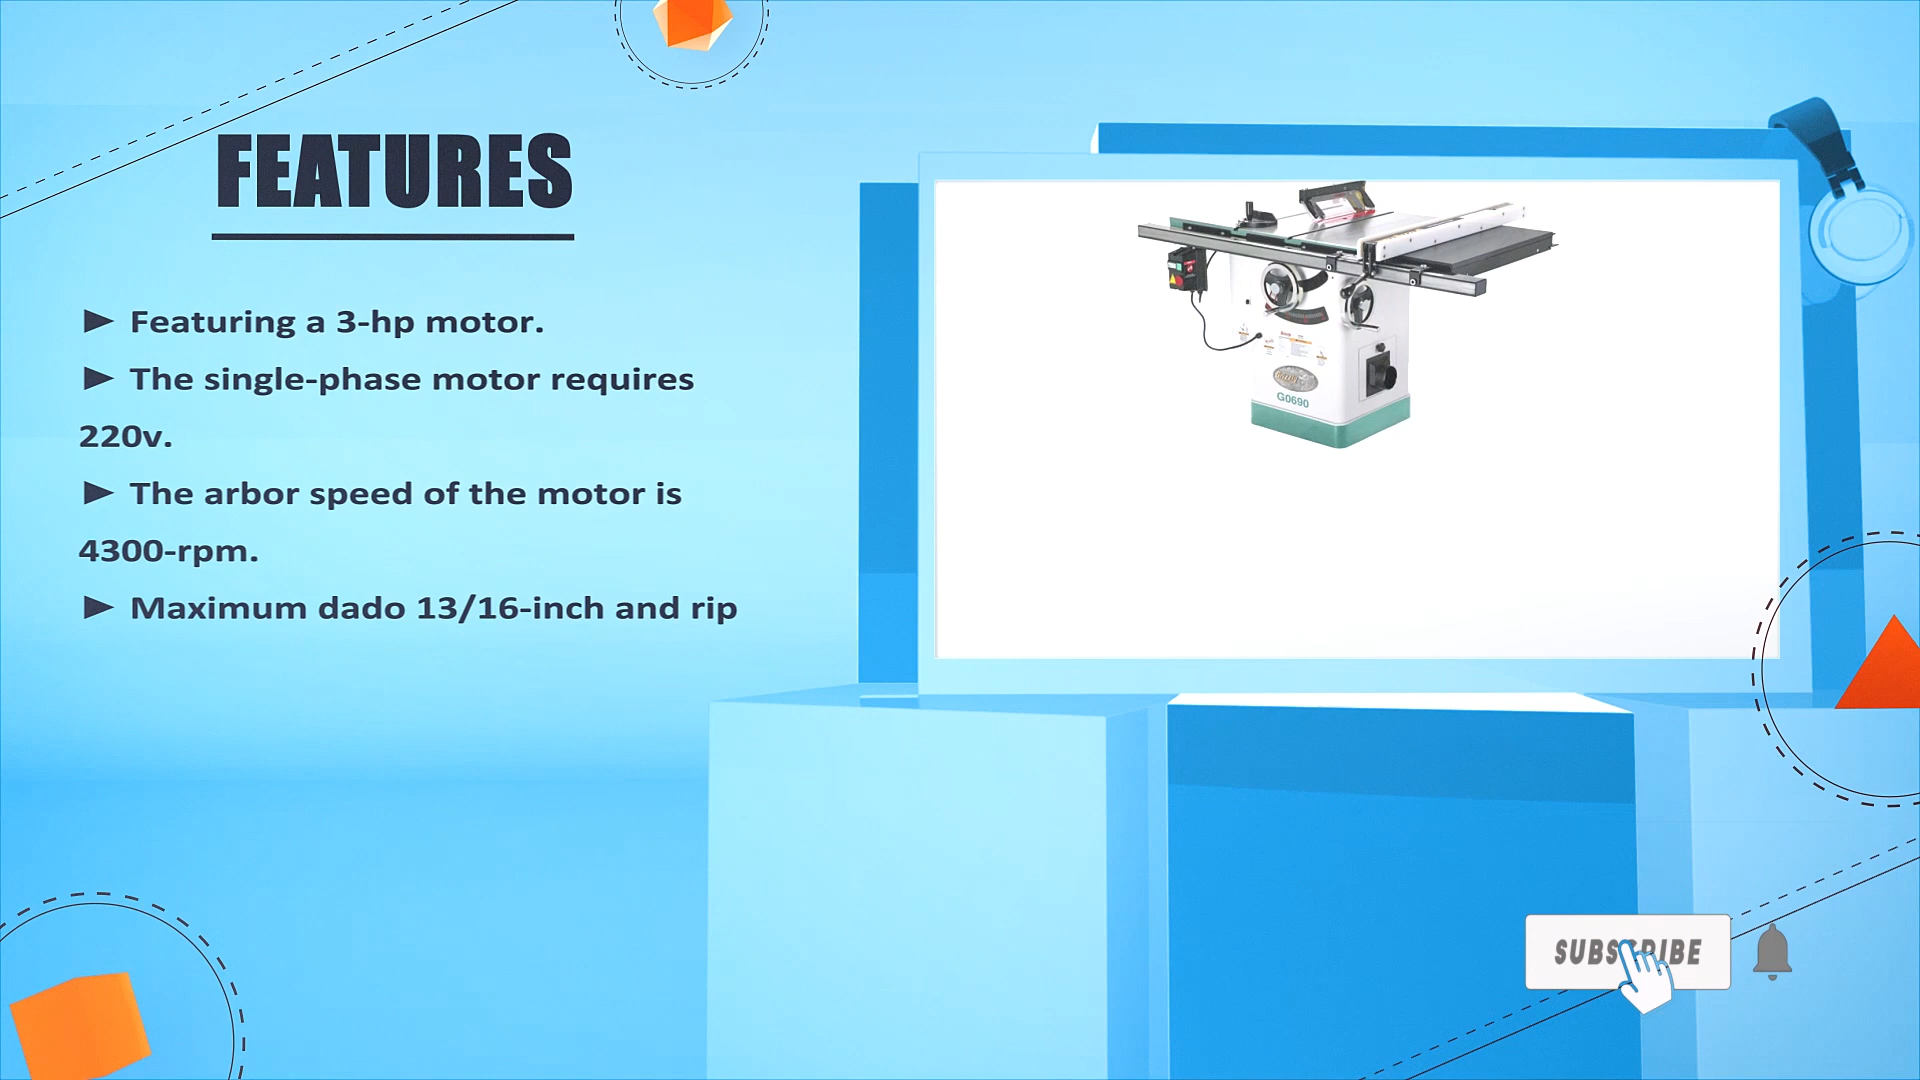 FEATURES
► Featuring a 3-hp motor.
► The single-phase motor requires
220v.
► The arbor speed of the motor is
4300-rpm.
► Maximum dado 13/16-inch and rip
G0690
SUBSCRIBE